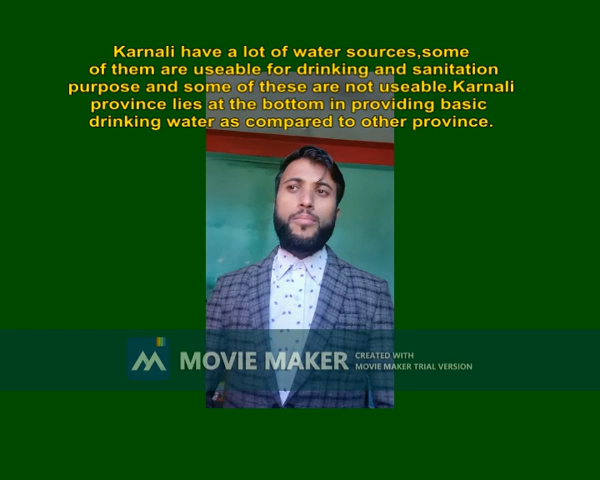 Karnali have a lot of water sources,some
of them are useable for drinking and sanitation
purpose and some of these are not useable.Karnali
province lies at the bottom in providing basic
drinking water as compared to other province.
MOVIE MAKER
CREATED WITH
MOVIE MAKER TRIAL VERSION